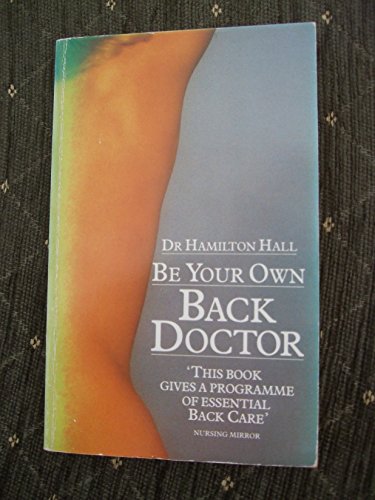 DR HAMILTON HALL
BE YOUR OWN
BACK
DOCTOR
‘THIS BOOK
GIVES A PROGRAMME
OF ESSENTIAL
BACK CARE’
NURSING MIRROR